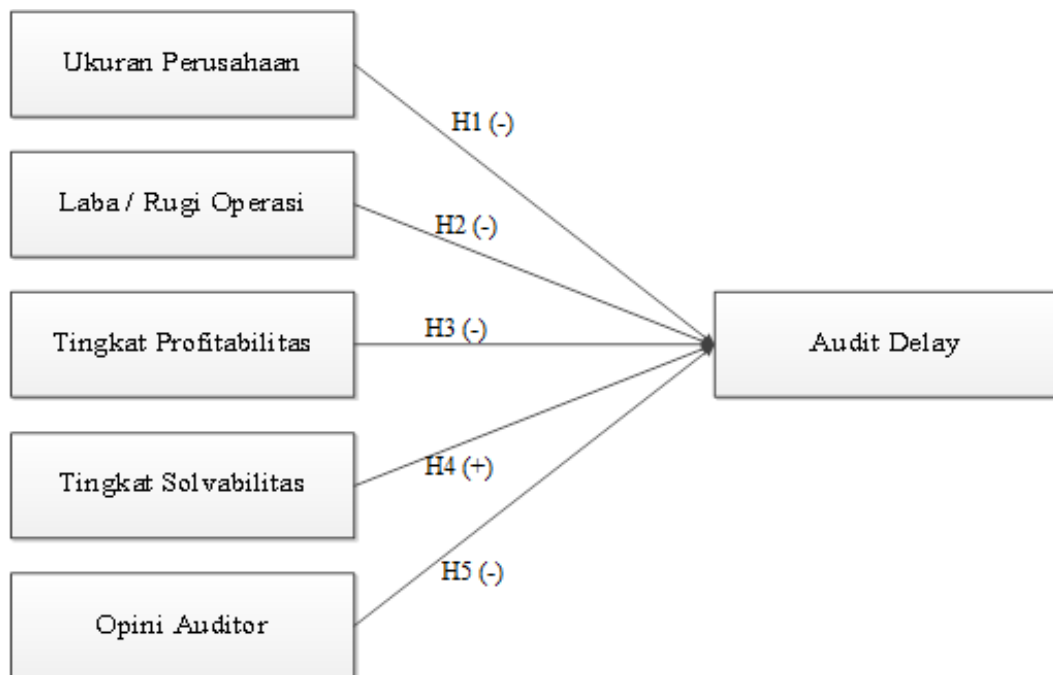 Ukuran Perusahaan
H1 (-)
Laba / Rugi Operasi
H2 (-)
Tingkat Profitabilitas
H3 (-)
Audit Delay
Tingkat Solvabilitas
H4 (+)
H5 (-)
Opini Auditor